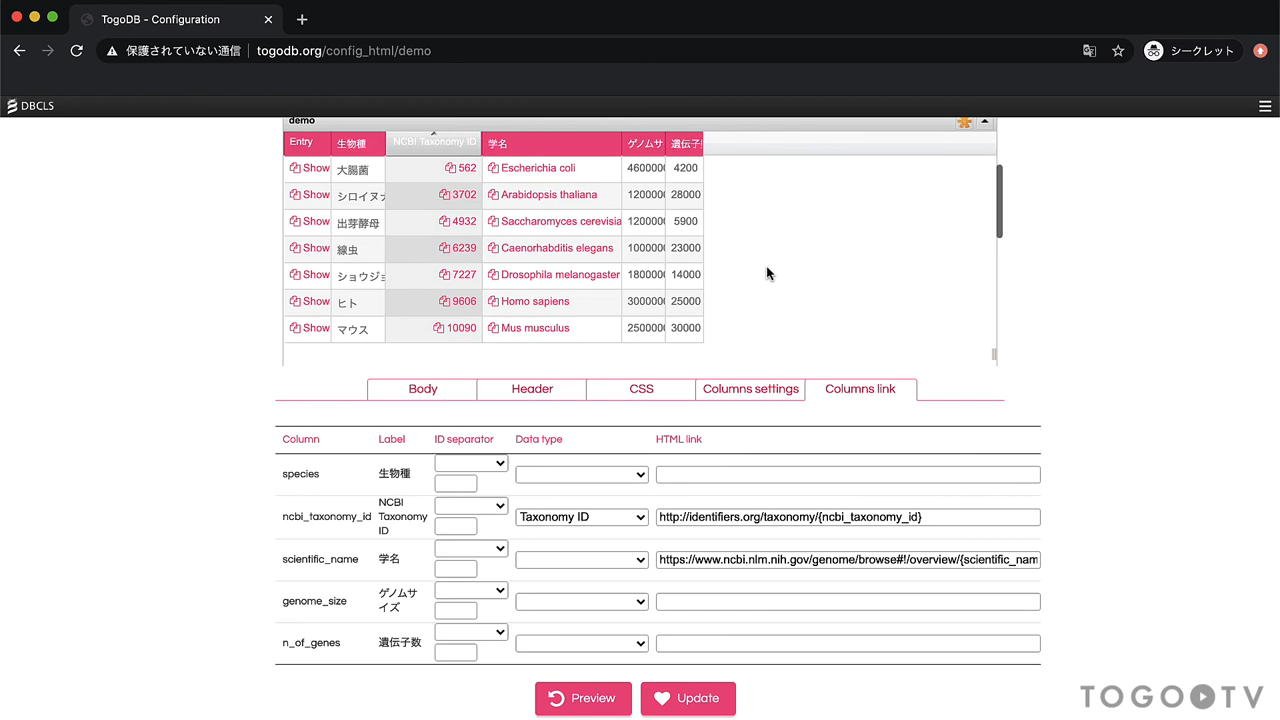 TogoDB - Configuration
保護されていない通信 togodb.org/config_html/demo シークレット
DBCLS
demo
Entry 生物種 NCBI Taxonomy ID 学名 ゲノムサ 遺伝子
Show 大腸菌 562 Escherichia coli 4600000 4200
Show シロイヌナ 3702 Arabidopsis thaliana 1200000 28000
Show 出芽酵母 4932 Saccharomyces cerevisia 1200000 5900
Show 線虫 6239 Caenorhabditis elegans 1000000 23000
Show ショウジョ 7227 Drosophila melanogaster 1800000 14000
Show ヒト 9606 Homo sapiens 3000000 25000
Show マウス 10090 Mus musculus 2500000 30000
Body Header CSS Columns settings Columns link
Column Label ID separator Data type HTML link
species 生物種
ncbi_taxonomy_id NCBI Taxonomy ID Taxonomy ID http://identifiers.org/taxonomy/{ncbi_taxonomy_id}
scientific_name 学名 https://www.ncbi.nlm.nih.gov/genome/browse#!/overview/{scientific_nam
genome_size ゲノムサイズ
n_of_genes 遺伝子数
Preview Update
TOGO TV